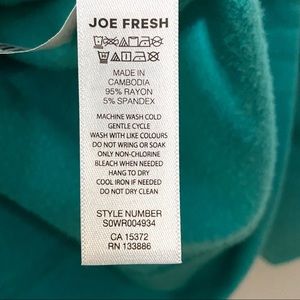 JOE FRESH
MADE IN
CAMBODIA
95% RAYON
5% SPANDEX
MACHINE WASH COLD
GENTLE CYCLE
WASH WITH LIKE COLOURS
DO NOT WRING OR SOAK
ONLY NON-CHLORINE
BLEACH WHEN NEEDED
HANG TO DRY
COOL IRON IF NEEDED
DO NOT DRY CLEAN
STYLE NUMBER
S0WR004934
CA 15372
RN 133886